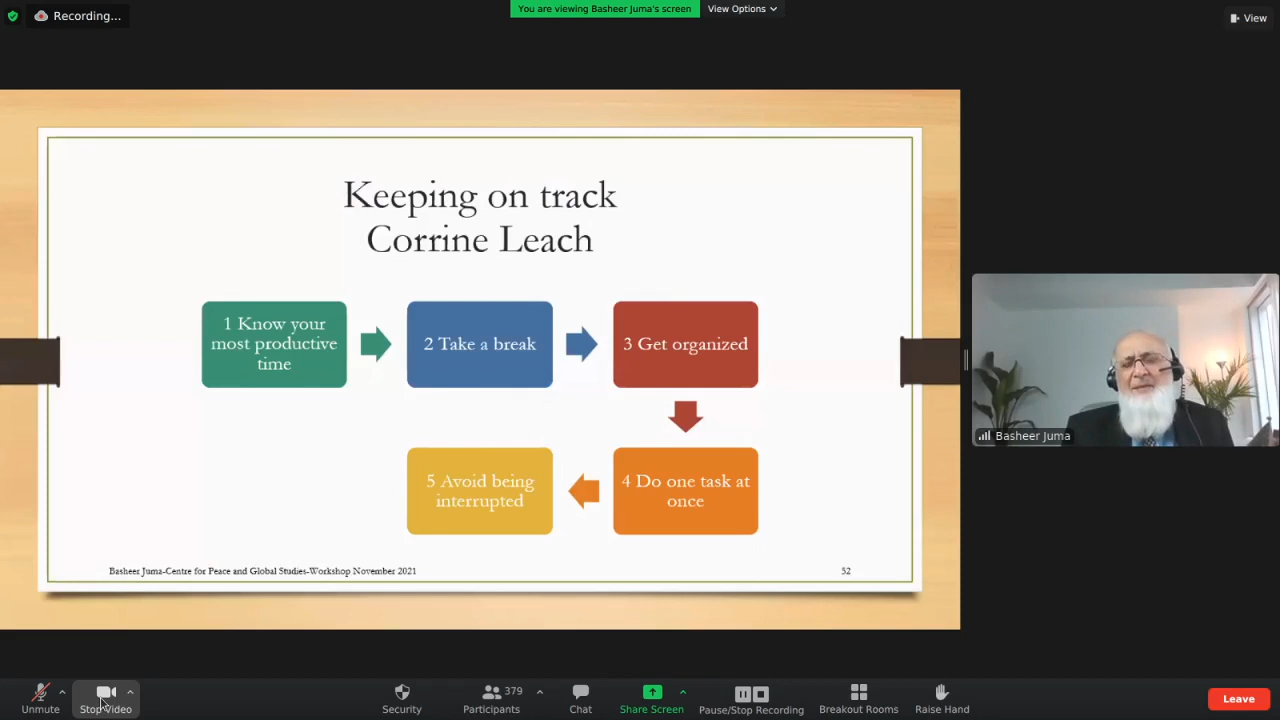 Recording...
You are viewing Basheer Juma's screen
View Options
View
Keeping on track
Corrine Leach
1 Know your
most productive
time
2 Take a break
3 Get organized
4 Do one task at
once
5 Avoid being
interrupted
Basheer Juma-Centre for Peace and Global Studies-Workshop November 2021
52
Basheer Juma
Unmute
Stop Video
Security
379
Participants
Chat
Share Screen
Pause/Stop Recording
Breakout Rooms
Raise Hand
Leave